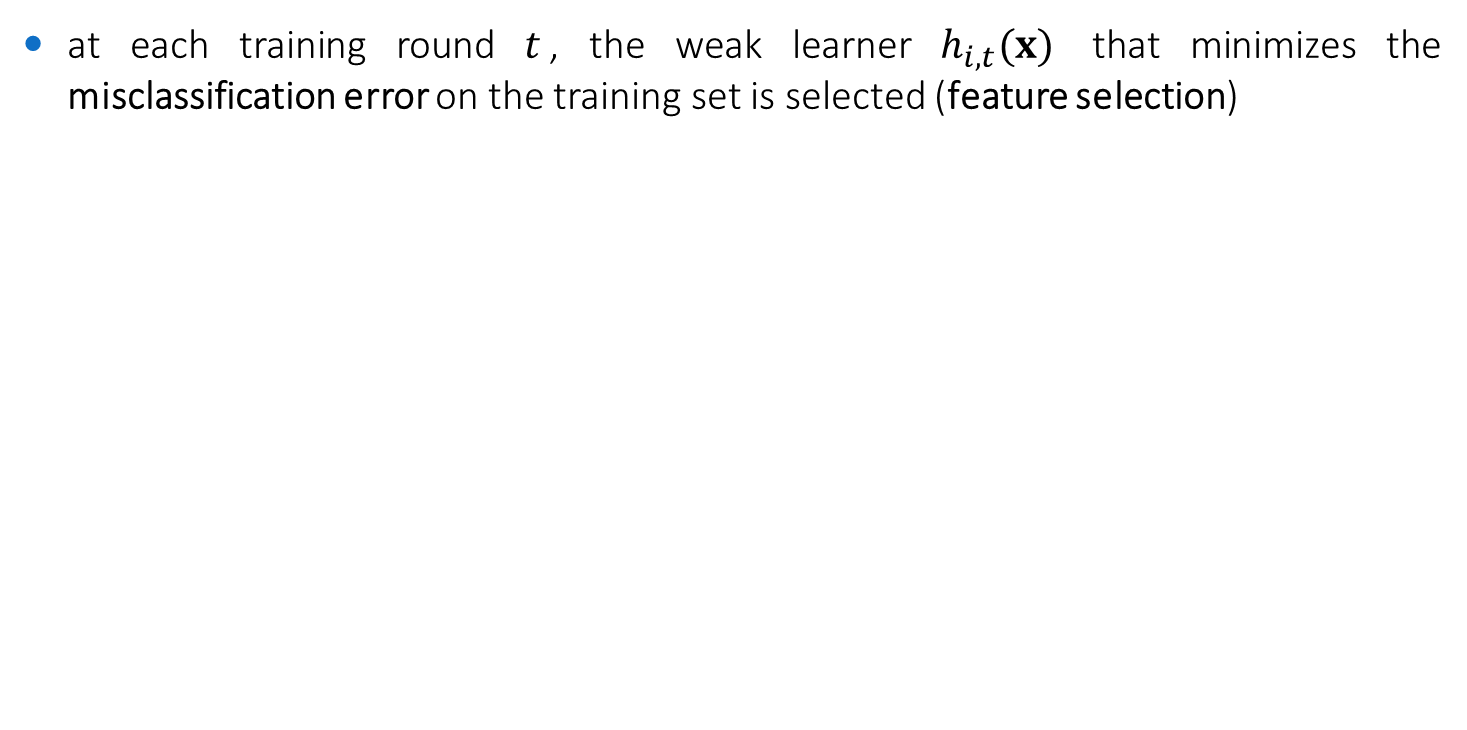 • at each training round t, the weak learner h_{i,t}(𝐱) that minimizes the
misclassification error on the training set is selected (feature selection)